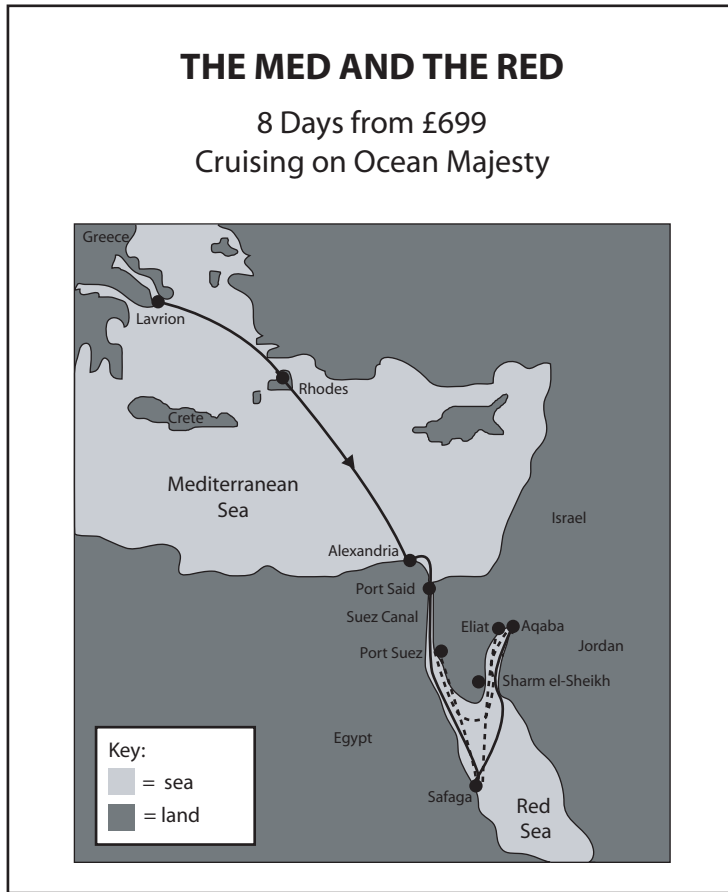 THE MED AND THE RED
8 Days from £699
Cruising on Ocean Majesty
Greece
Lavrion
Rhodes
Crete
Mediterranean
Sea
Israel
Alexandria
Port Said
Suez Canal
Eliat
Aqaba
Jordan
Port Suez
Sharm el-Sheikh
Egypt
Key:
= sea
= land
Safaga
Red
Sea